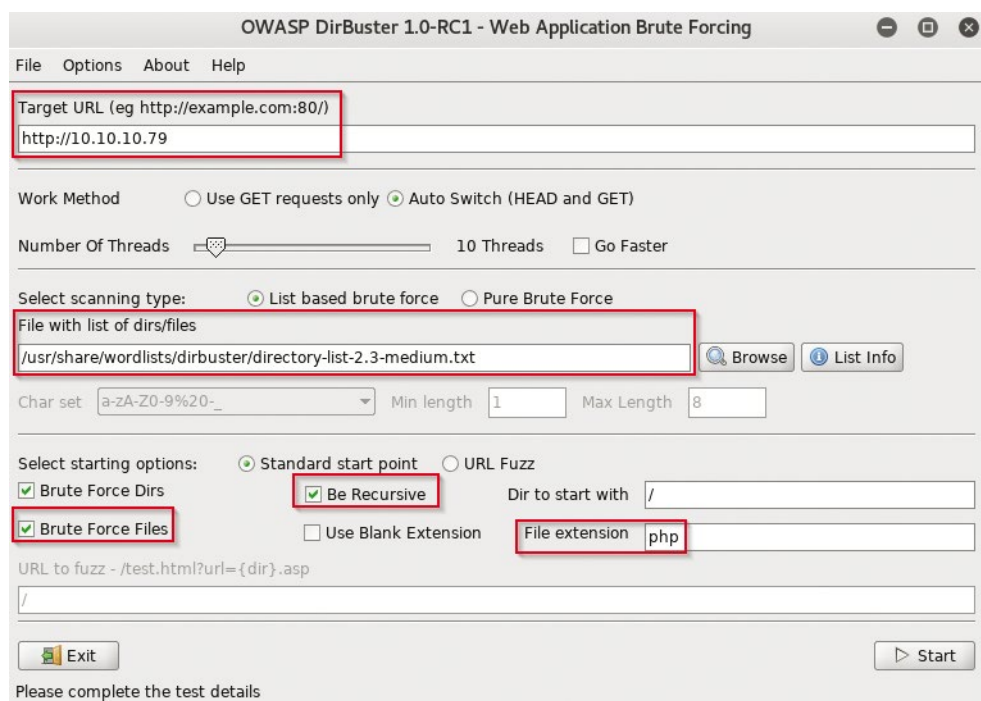 OWASP DirBuster 1.0-RC1 - Web Application Brute Forcing
File Options About Help
Target URL (eg http://example.com:80/)
http://10.10.10.79
Work Method Use GET requests only Auto Switch (HEAD and GET)
Number Of Threads 10 Threads Go Faster
Select scanning type: List based brute force Pure Brute Force
File with list of dirs/files
/usr/share/wordlists/dirbuster/directory-list-2.3-medium.txt Browse List Info
Char set a-zA-Z0-9%20-_ Min length 1 Max Length 8
Select starting options: Standard start point URL Fuzz
Brute Force Dirs Be Recursive Dir to start with /
Brute Force Files Use Blank Extension File extension php
URL to fuzz - /test.html?url={dir}.asp
/
Exit Start
Please complete the test details